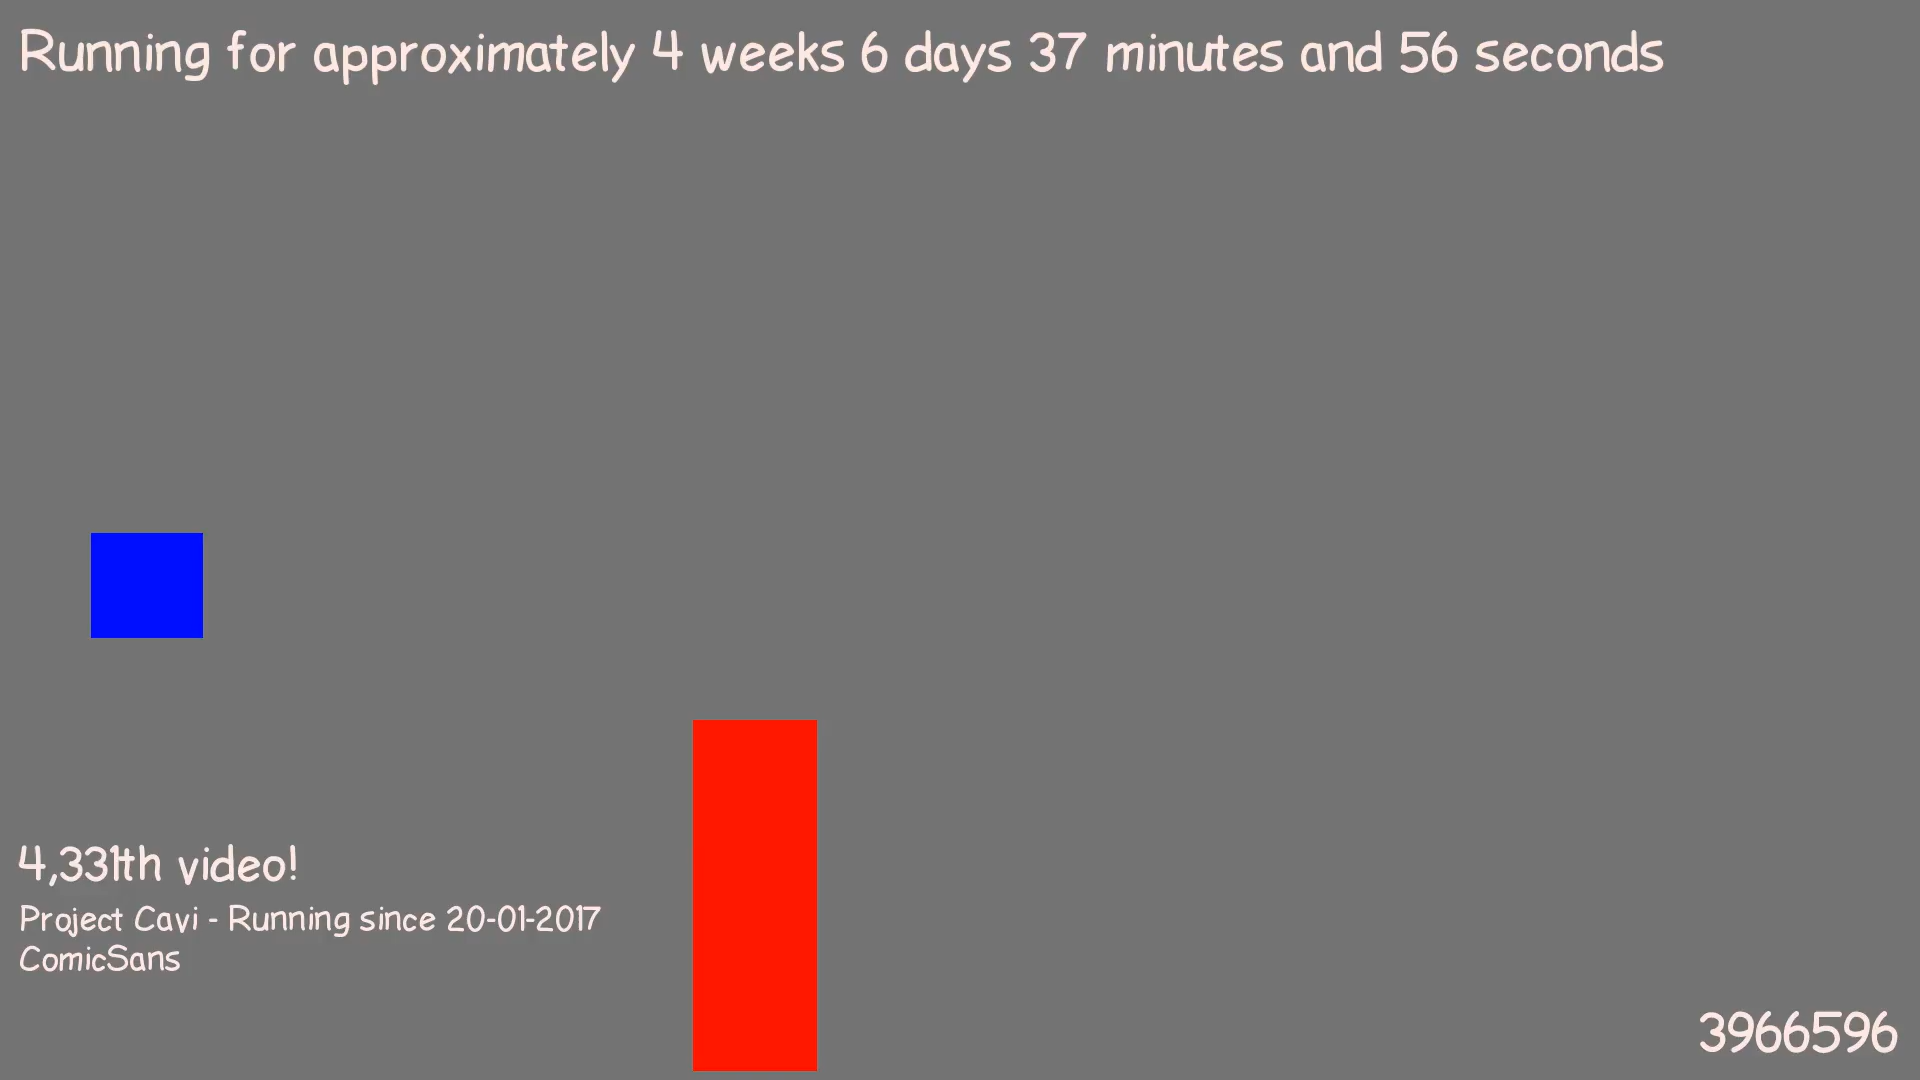 Running for approximately 4 weeks 6 days 37 minutes and 56 seconds
4,331th video!
Project Cavi - Running since 20-01-2017
ComicSans
3966596